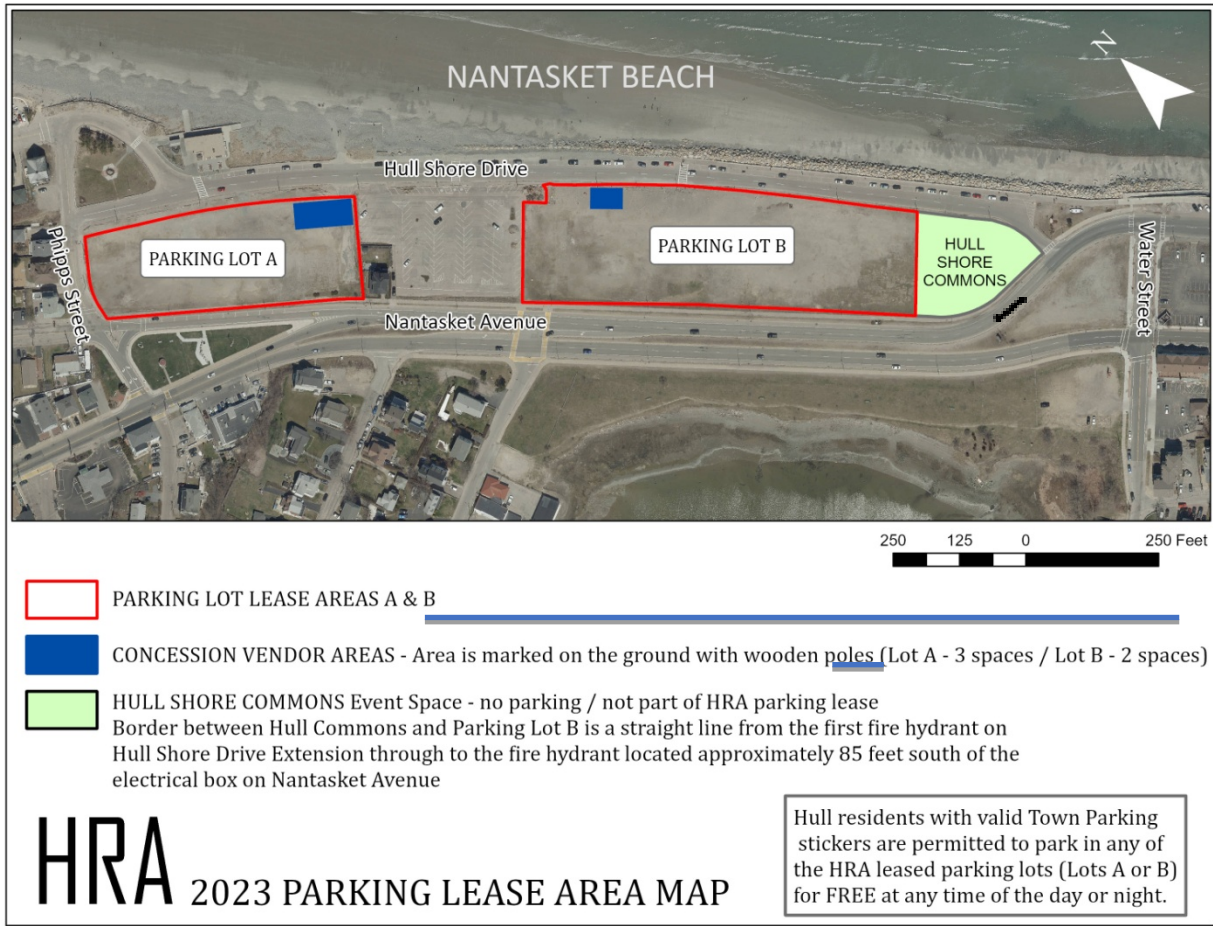 NANTASKET BEACH
N
Hull Shore Drive
Phipps Street
PARKING LOT A
PARKING LOT B
HULL
SHORE
COMMONS
Water Street
Nantasket Avenue
250 125 0 250 Feet
PARKING LOT LEASE AREAS A & B
CONCESSION VENDOR AREAS - Area is marked on the ground with wooden poles (Lot A - 3 spaces / Lot B - 2 spaces)
HULL SHORE COMMONS Event Space - no parking / not part of HRA parking lease
Border between Hull Commons and Parking Lot B is a straight line from the first fire hydrant on
Hull Shore Drive Extension through to the fire hydrant located approximately 85 feet south of the
electrical box on Nantasket Avenue
HRA 2023 PARKING LEASE AREA MAP
Hull residents with valid Town Parking
stickers are permitted to park in any of
the HRA leased parking lots (Lots A or B)
for FREE at any time of the day or night.